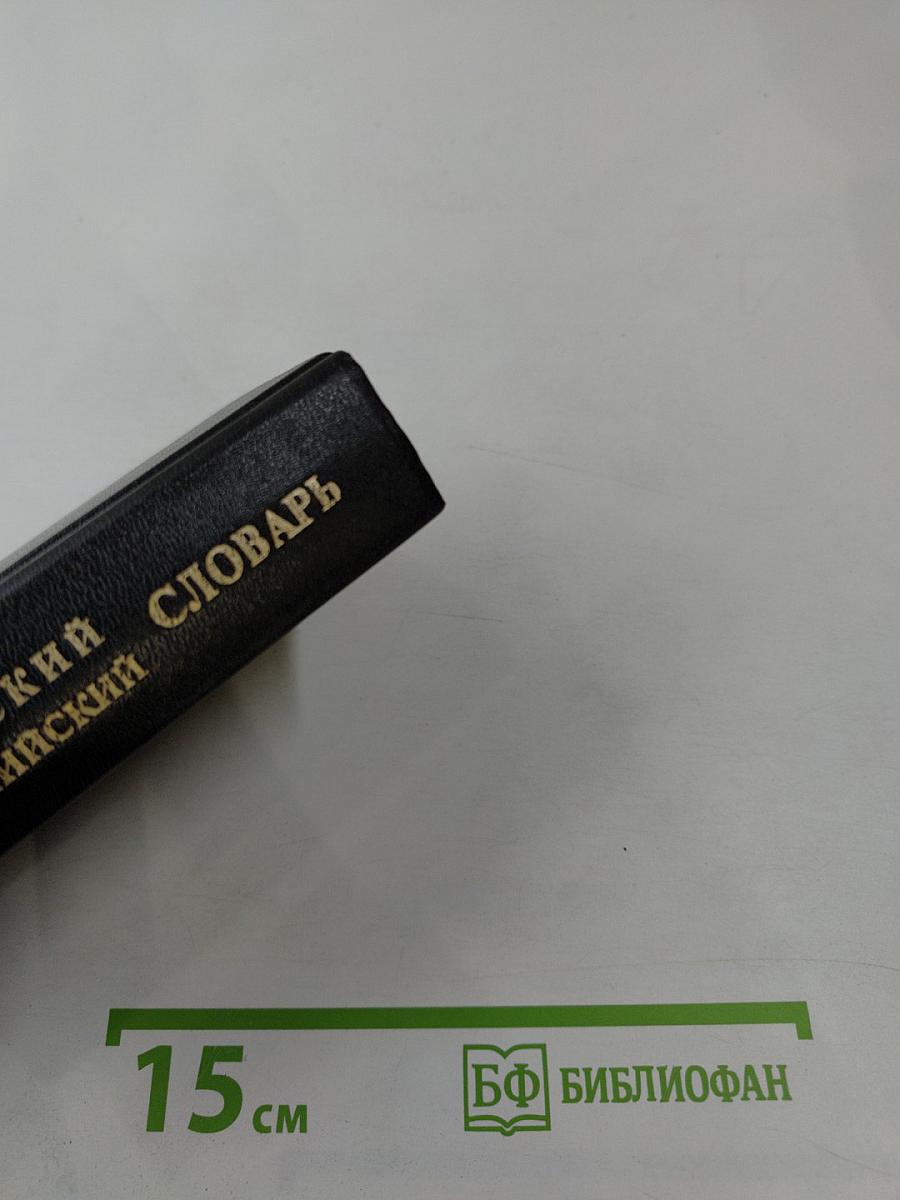 СКИЙ СЛОВАРЬ
ИЙСКИЙ
15 см
БФ БИБЛИОФАН